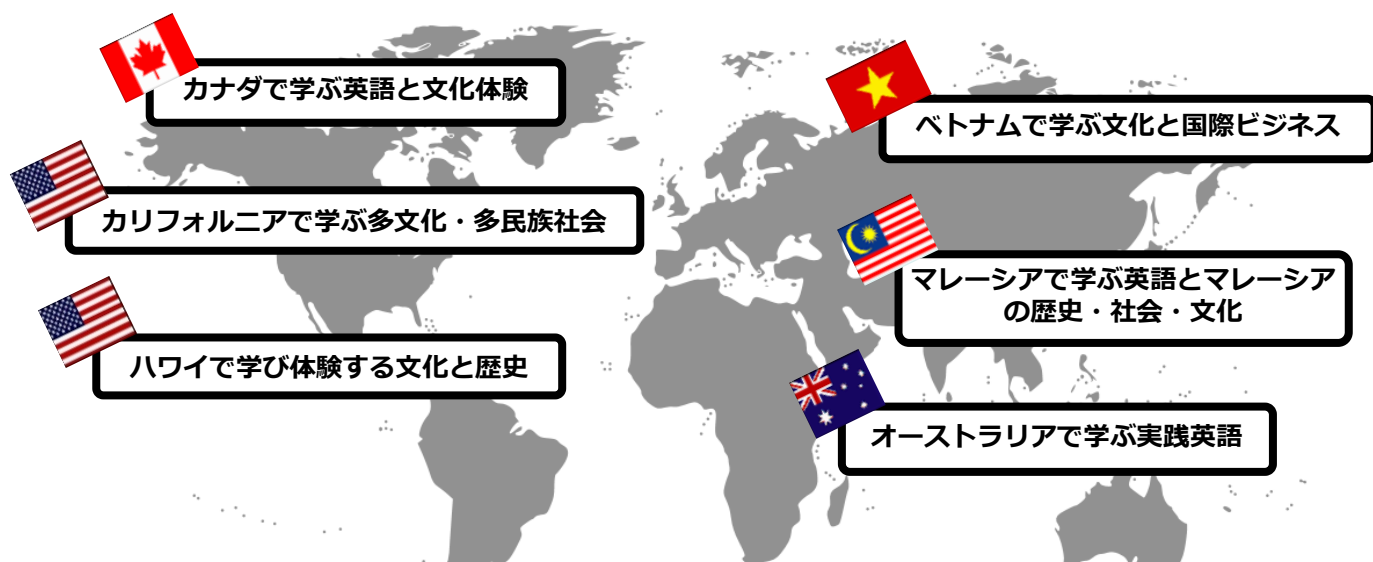 カナダで学ぶ英語と文化体験
カリフォルニアで学ぶ多文化・多民族社会
ハワイで学び体験する文化と歴史
ベトナムで学ぶ文化と国際ビジネス
マレーシアで学ぶ英語とマレーシア
の歴史・社会・文化
オーストラリアで学ぶ実践英語